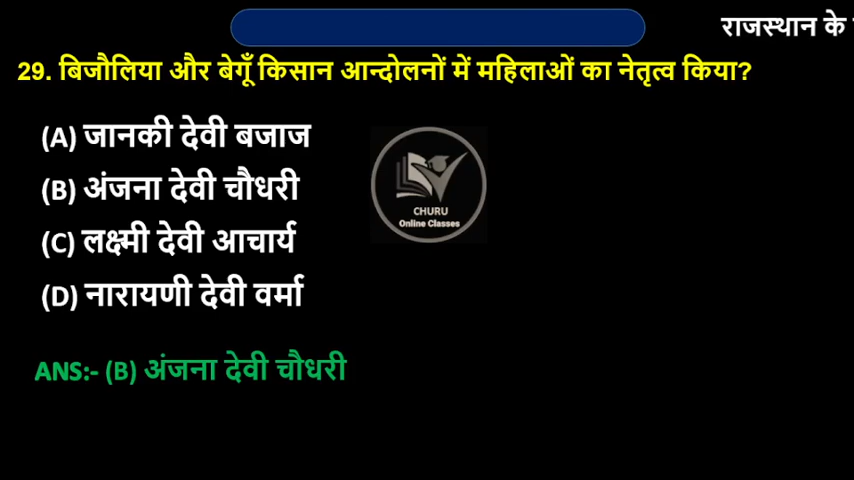 राजस्थान के
29. बिजौलिया और बेगूँ किसान आन्दोलनों में महिलाओं का नेतृत्व किया?
(A) जानकी देवी बजाज
(B) अंजना देवी चौधरी
(C) लक्ष्मी देवी आचार्य
(D) नारायणी देवी वर्मा
CHURU
Online Classes
ANS:- (B) अंजना देवी चौधरी